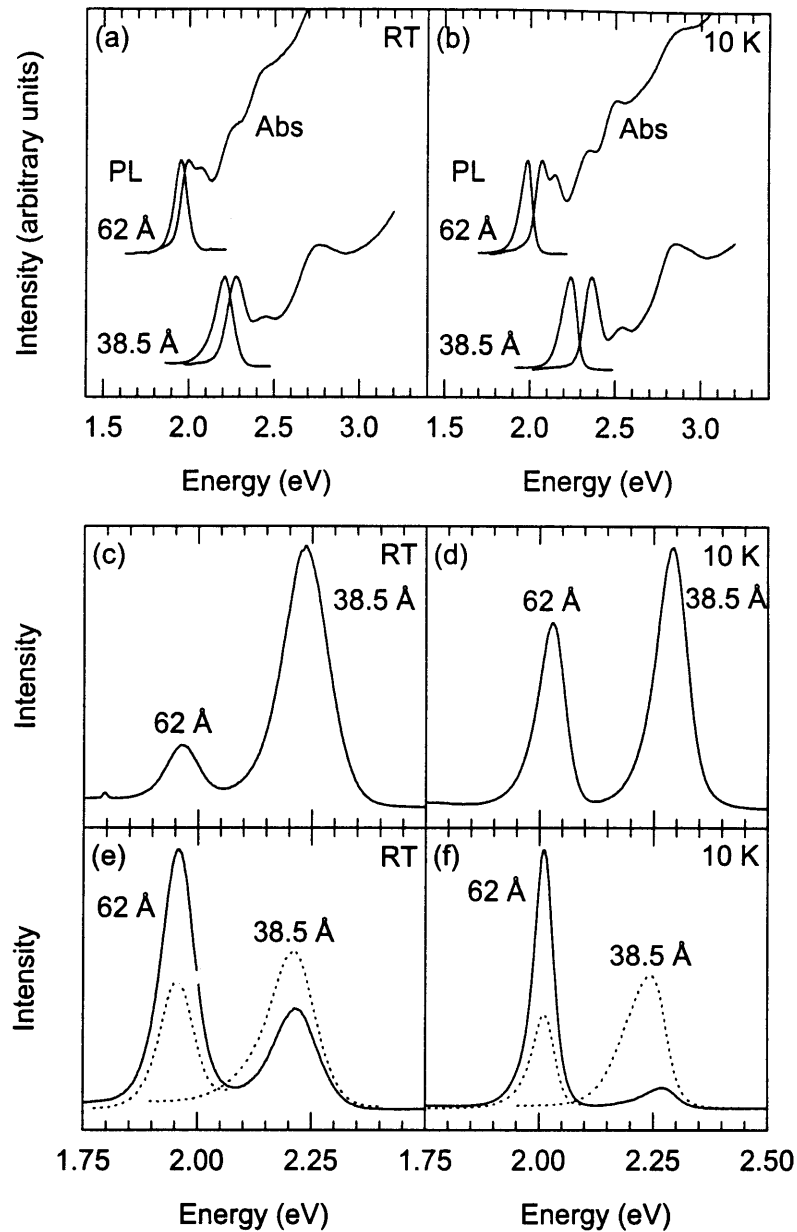 (a) RT (b) 10 K
Abs Abs
PL PL
62 Å 62 Å
38.5 Å 38.5 Å
Intensity (arbitrary units)
1.5 2.0 2.5 3.0 1.5 2.0 2.5 3.0
Energy (eV) Energy (eV)
(c) RT (d) 10 K
38.5 Å 62 Å 38.5 Å
62 Å
Intensity
(e) RT (f) 10 K
62 Å 38.5 Å 62 Å 38.5 Å
Intensity
1.75 2.00 2.25 1.75 2.00 2.25 2.50
Energy (eV) Energy (eV)